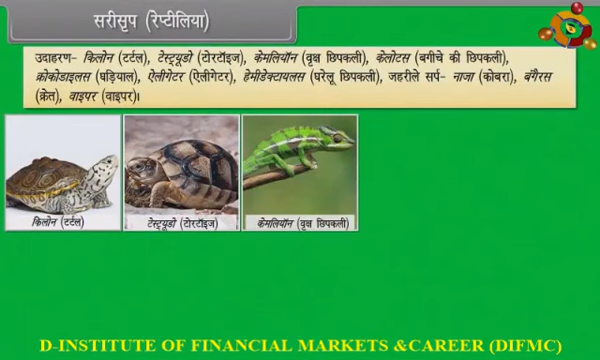 सरीसृप (रेप्टीलिया)
उदाहरण- किलोन (टर्टल), टेस्ट्यूडो (टोरटॉइज), केमलियॉन (वृक्ष छिपकली), केलोटस (बगीचे की छिपकली),
क्रोकोडाइलस (घड़ियाल), ऐलीगेटर (ऐलीगेटर), हेमीडेक्टायलस (घरेलू छिपकली), जहरीले सर्प- नाजा (कोबरा), बंगैरस
(क्रेत), वाइपर (वाइपर)।
किलोन (टर्टल)
टेस्ट्यूडो (टोरटॉइज)
केमलियॉन (वृक्ष छिपकली)
D-INSTITUTE OF FINANCIAL MARKETS &CAREER (DIFMC)